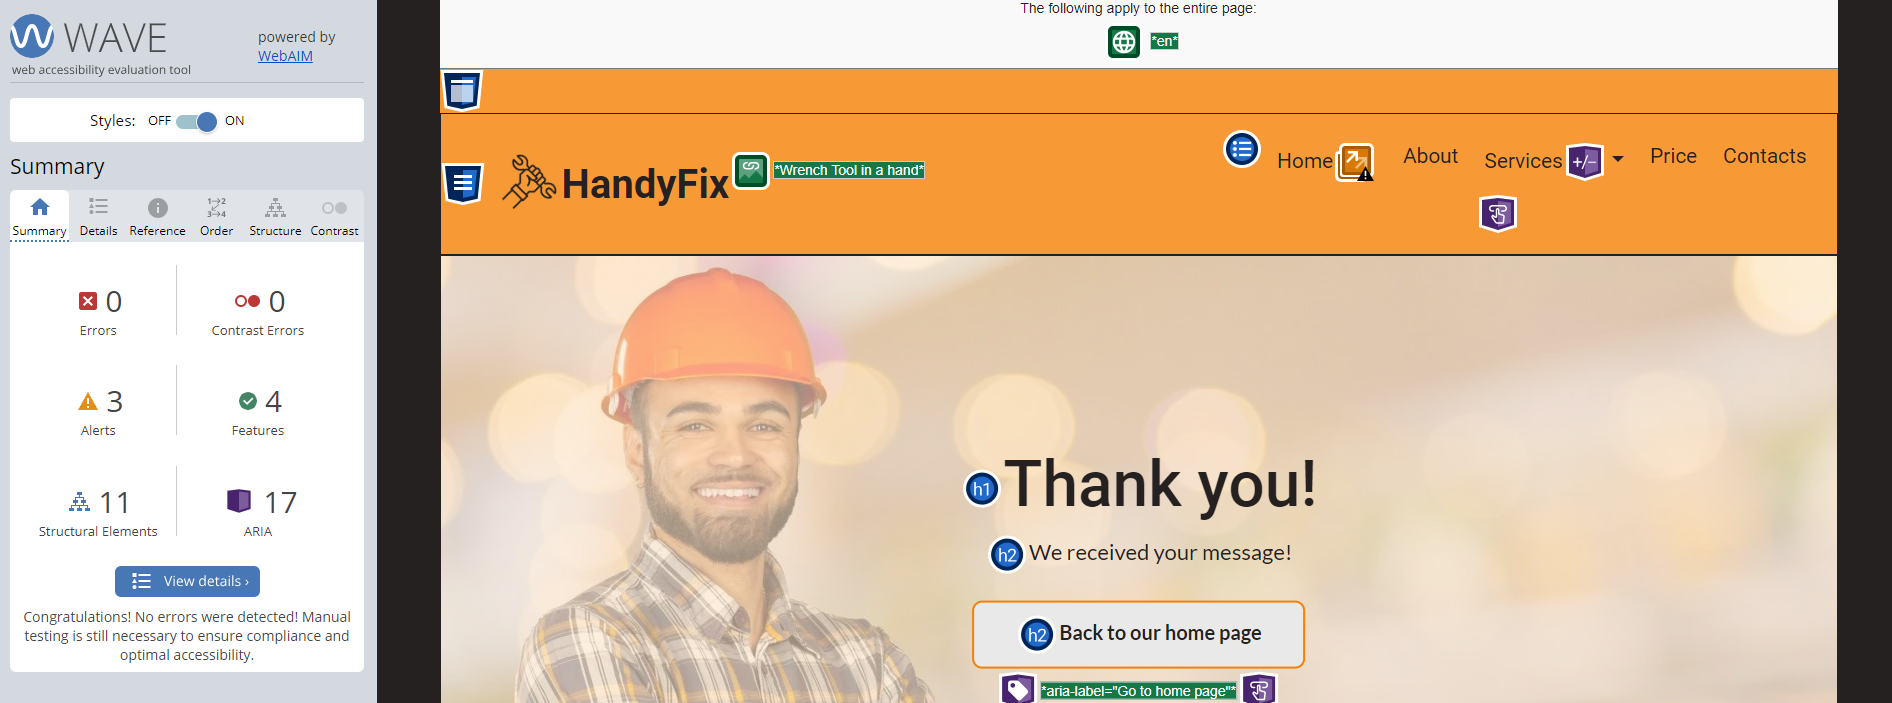 WAVE
powered by
WebAIM
web accessibility evaluation tool
Styles: OFF ON
Summary
Summary Details Reference Order Structure Contrast
0
Errors
0
Contrast Errors
3
Alerts
4
Features
11
Structural Elements
17
ARIA
View details ›
Congratulations! No errors were detected! Manual
testing is still necessary to ensure compliance and
optimal accessibility.
The following apply to the entire page:
*en*
HandyFix
*Wrench Tool in a hand*
Home About Services +/- Price Contacts
h1 Thank you!
h2 We received your message!
h2 Back to our home page
*aria-label="Go to home page"*